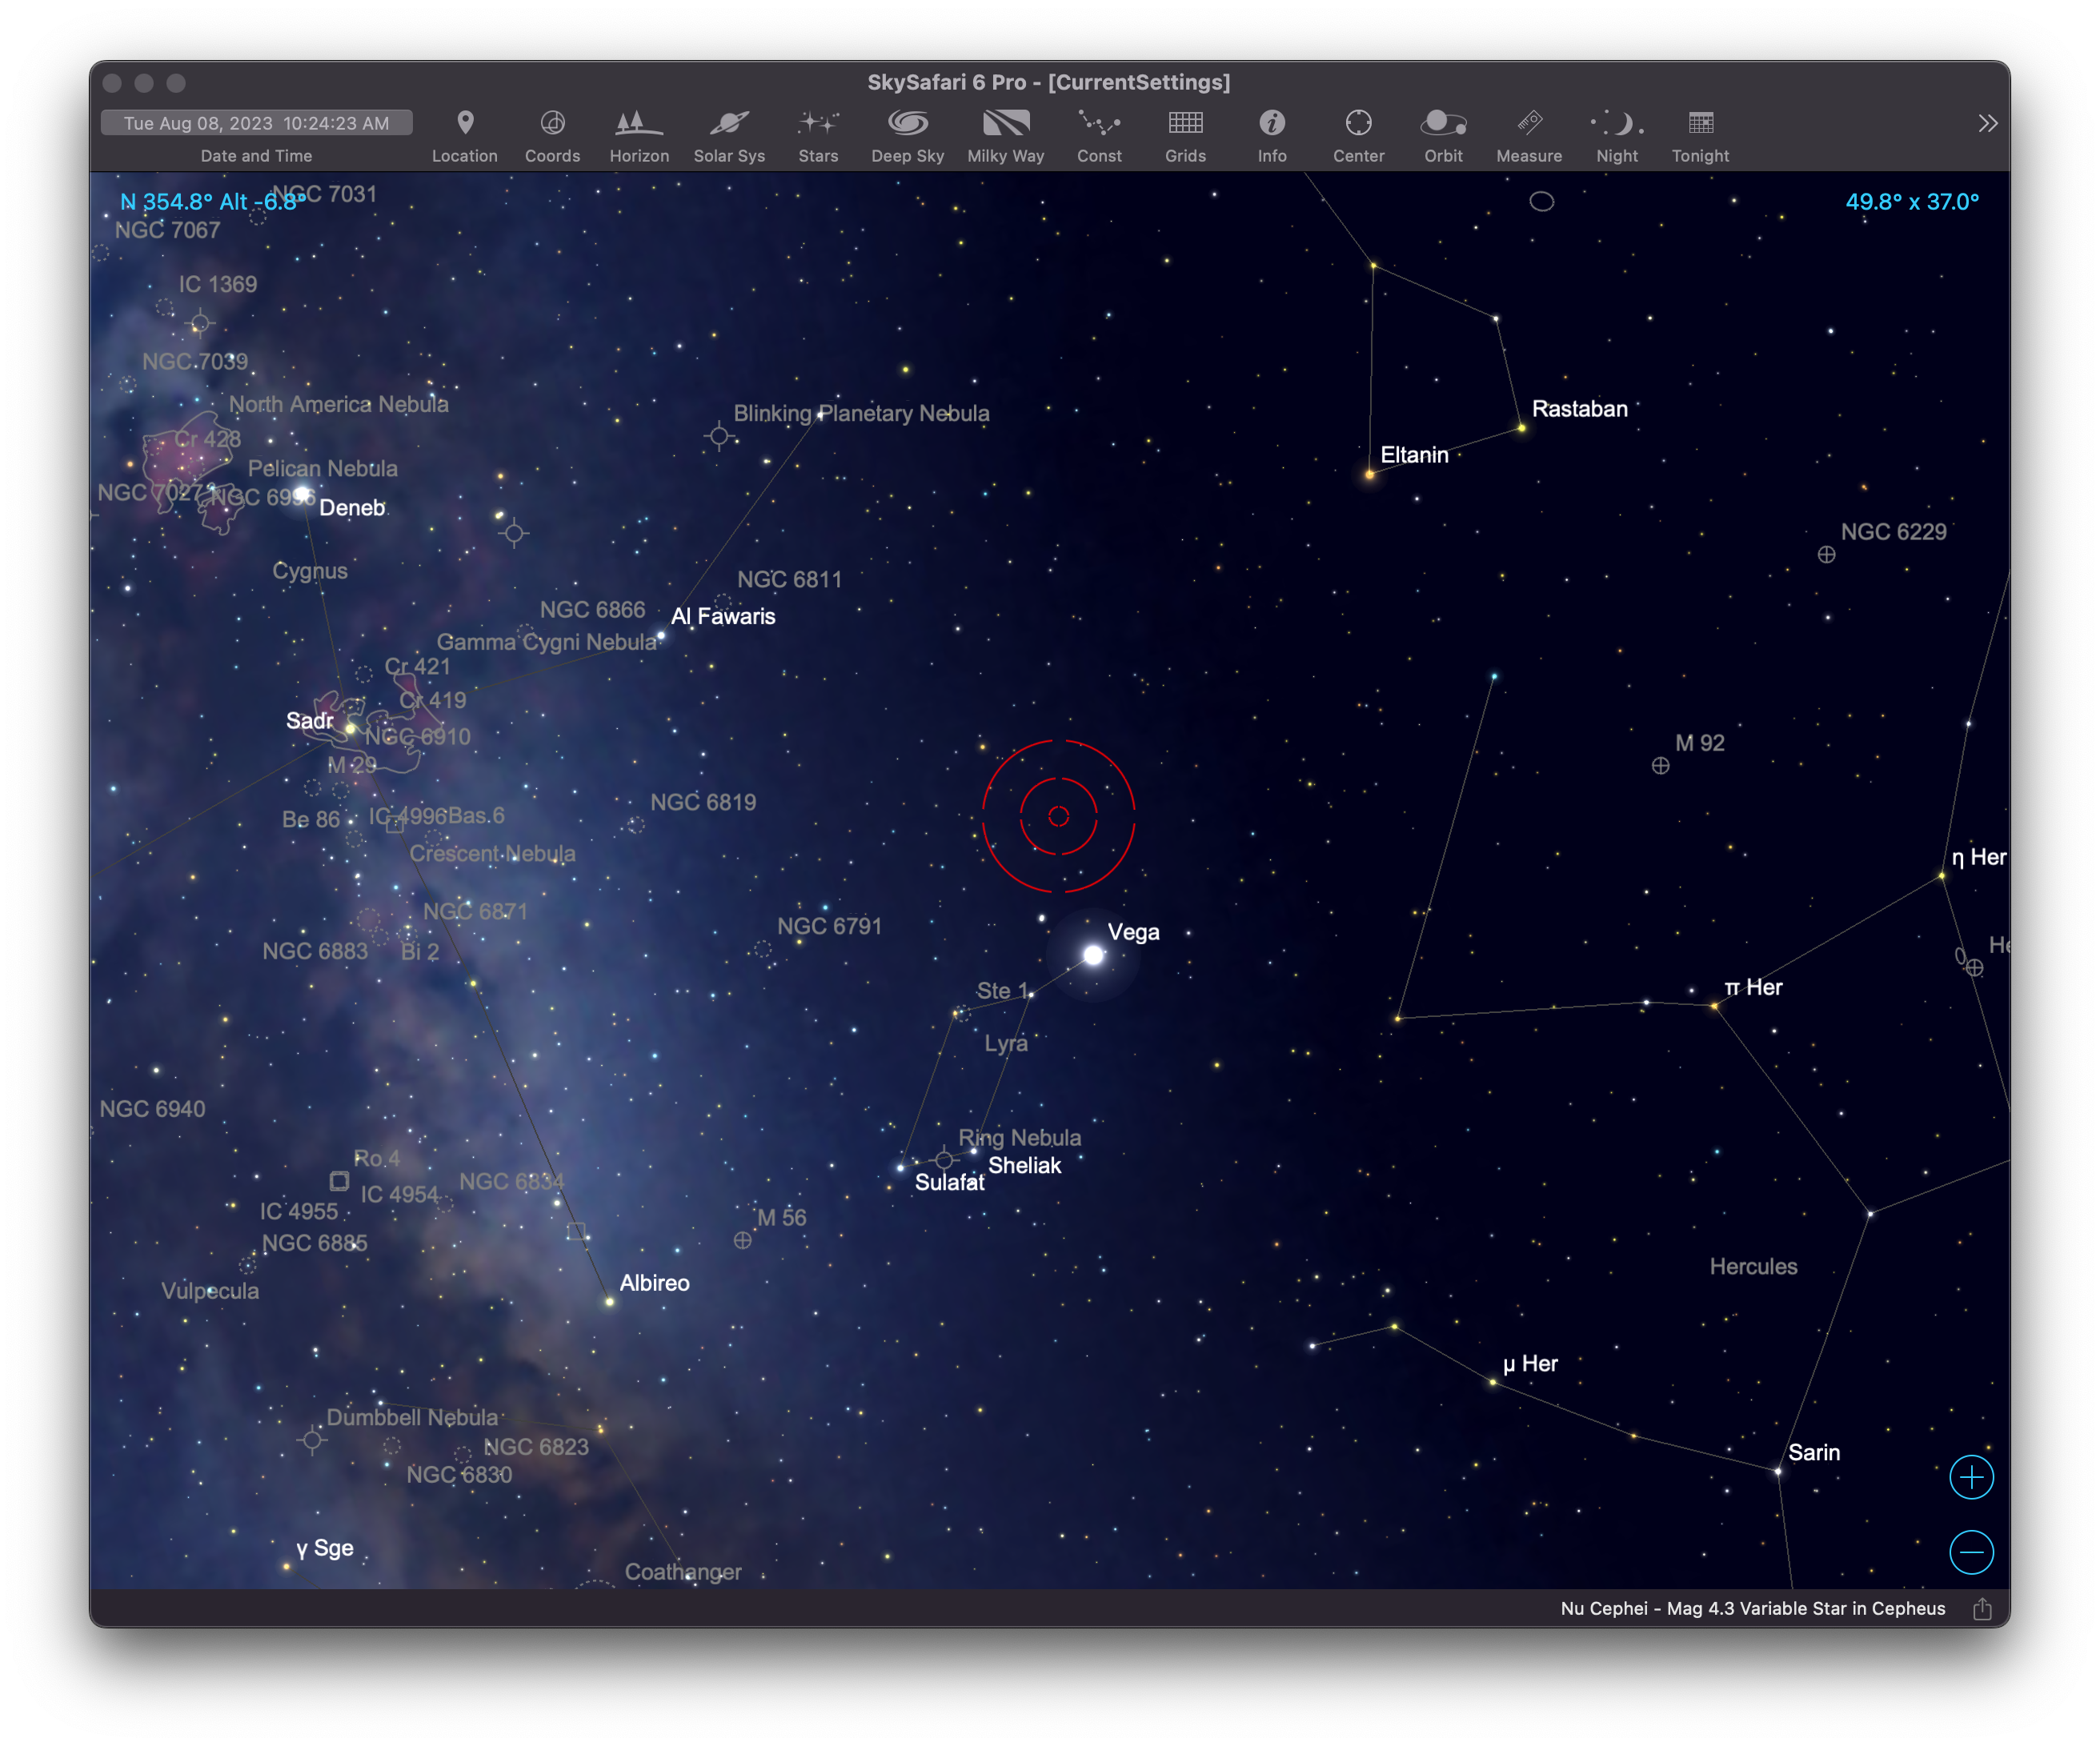 SkySafari 6 Pro - [CurrentSettings]
Tue Aug 08, 2023 10:24:23 AM
Date and Time
Location
Coords
Horizon
Solar Sys
Stars
Deep Sky
Milky Way
Const
Grids
Info
Center
Orbit
Measure
Night
Tonight
N 354.8° Alt -6.8°
49.8° x 37.0°
NGC 7031
NGC 7067
IC 1369
NGC 7039
North America Nebula
Blinking Planetary Nebula
Rastaban
Cr 428
Eltanin
Pelican Nebula
NGC 7027
NGC 6996
Deneb
NGC 6229
Cygnus
NGC 6811
NGC 6866
Al Fawaris
Gamma Cygni Nebula
Cr 421
Cr 419
Sadr
NGC 6910
M 92
M 29
NGC 6819
Be 86
IC 4996
Bas 6
Crescent Nebula
η Her
NGC 6871
NGC 6791
Vega
NGC 6883
Bi 2
He
Ste 1
π Her
Lyra
NGC 6940
Ring Nebula
Ro 4
Sheliak
Sulafat
NGC 6834
IC 4954
IC 4955
M 56
NGC 6885
Hercules
Vulpecula
Albireo
μ Her
Dumbbell Nebula
NGC 6823
Sarin
NGC 6830
γ Sge
Coathanger
Nu Cephei - Mag 4.3 Variable Star in Cepheus